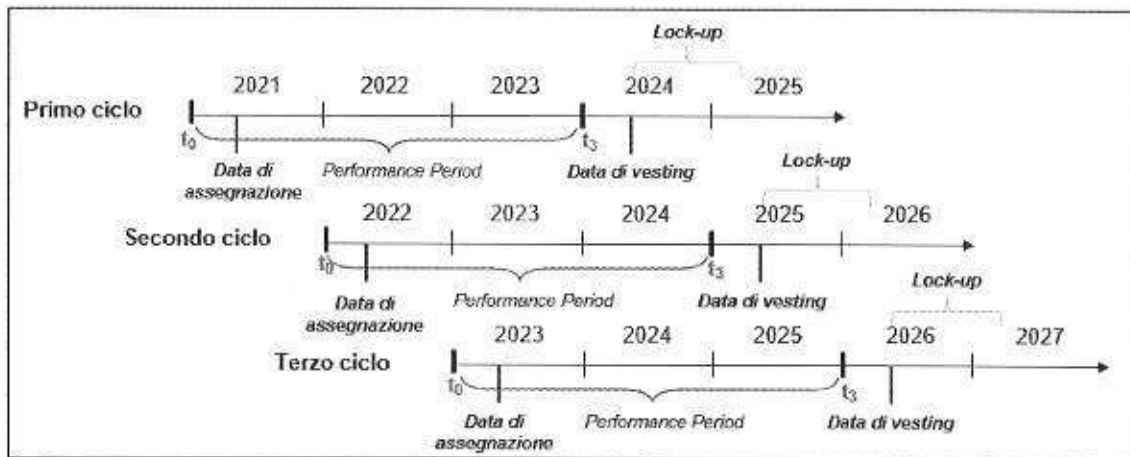 Lock-up
2021 2022 2023 2024 2025
Primo ciclo
t0 t3
Data di assegnazione Performance Period Data di vesting
Lock-up
2022 2023 2024 2025 2026
Secondo ciclo
t0 t3
Data di assegnazione Performance Period Data di vesting
Lock-up
2023 2024 2025 2026 2027
Terzo ciclo
t0 t3
Data di assegnazione Performance Period Data di vesting